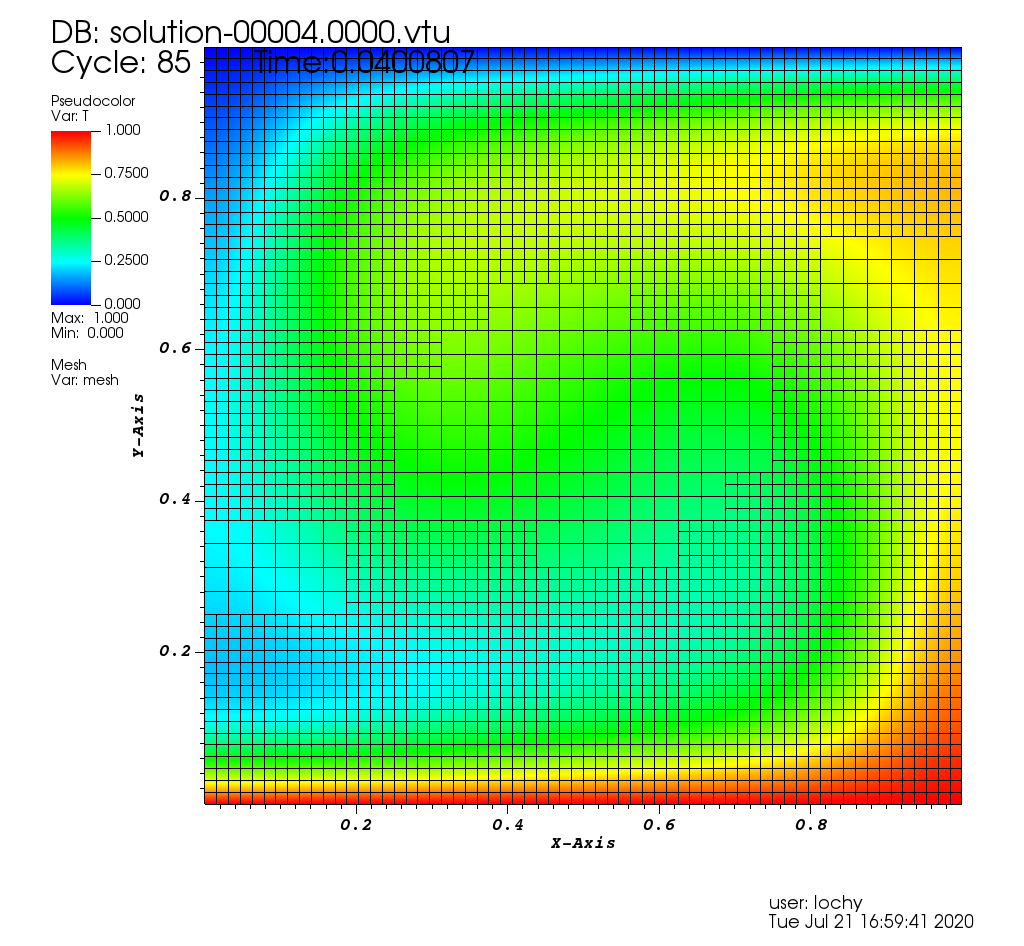 DB: solution-00004.0000.vtu
Cycle: 85 Time:0.0400807
Pseudocolor
Var: T
1.000
0.7500
0.5000
0.2500
0.000
Max: 1.000
Min: 0.000
Mesh
Var: mesh
0.8
0.6
0.4
0.2
Y-Axis
0.2 0.4 0.6 0.8
X-Axis
user: lochy
Tue Jul 21 16:59:41 2020